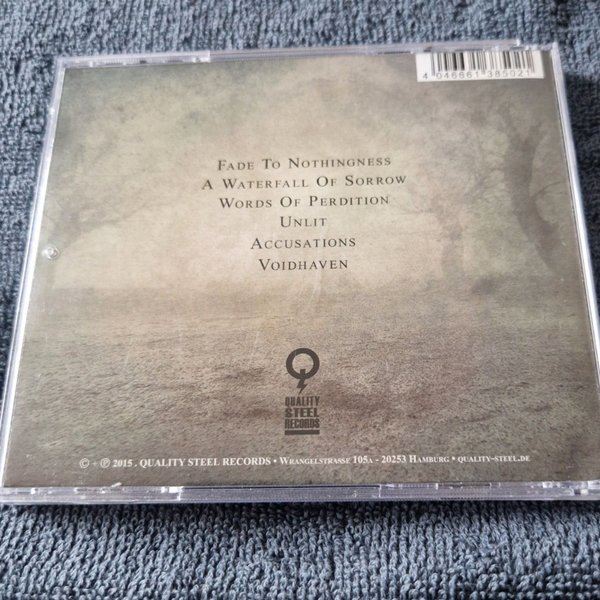 4 046661 385021
FADE TO NOTHINGNESS
A WATERFALL OF SORROW
WORDS OF PERDITION
UNLIT
ACCUSATIONS
VOIDHAVEN
QUALITY
STEEL
RECORDS
© + ℗ 2015 . QUALITY STEEL RECORDS • WRANGELSTRASSE 105A - 20253 HAMBURG • QUALITY-STEEL.DE